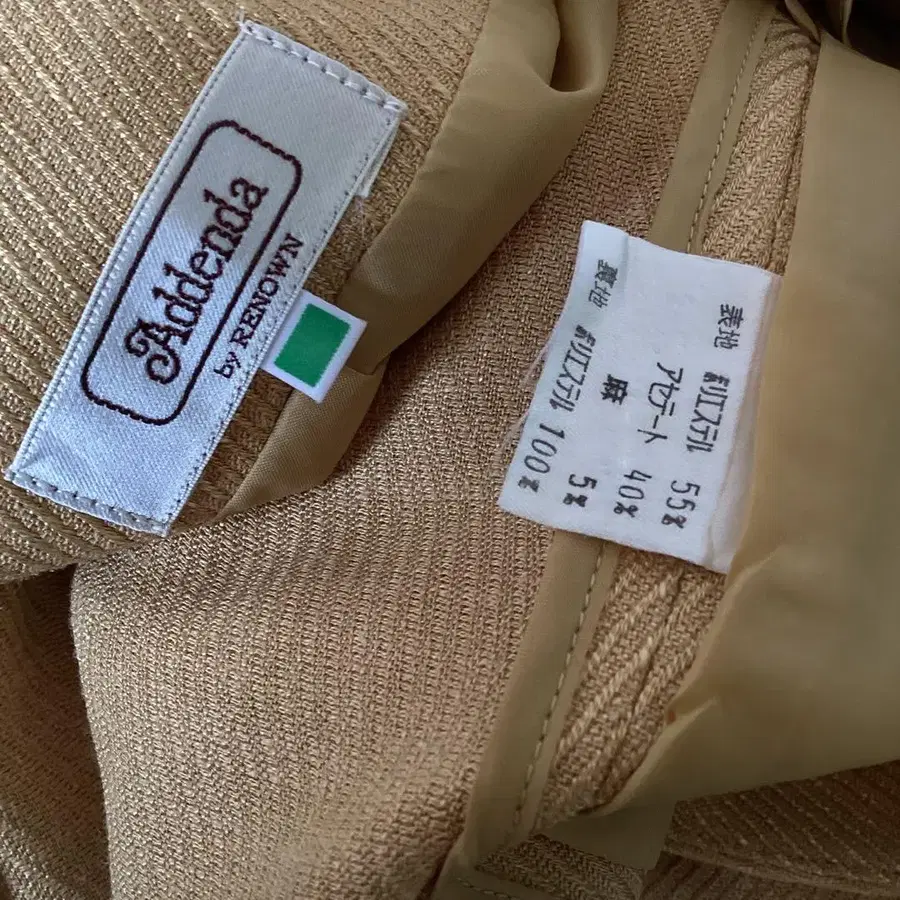 Addenda
by RENOWN
表地 ポリエステル 55%
アセテート 40%
麻 5%
裏地 ポリエステル 100%